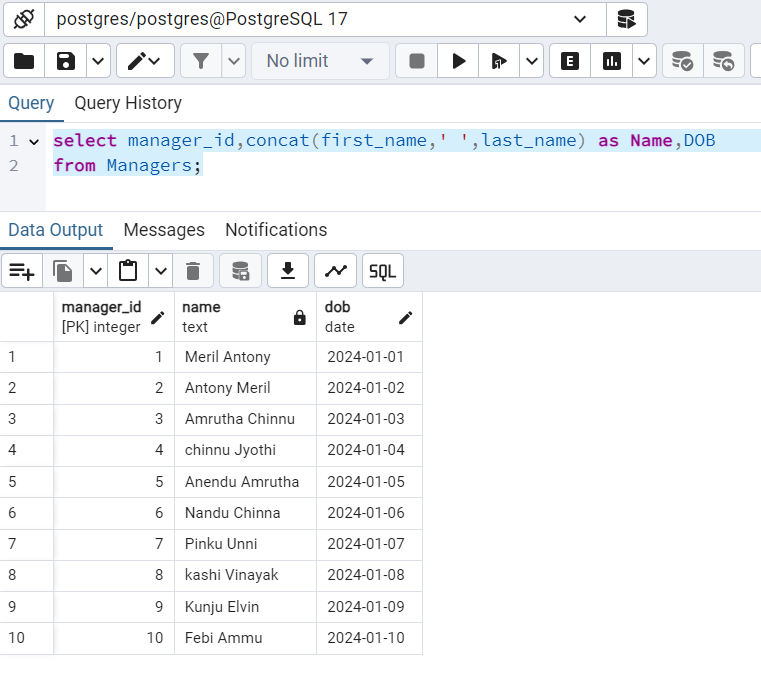 postgres/postgres@PostgreSQL 17
No limit
E
Query Query History
1 select manager_id,concat(first_name,' ',last_name) as Name,DOB
2 from Managers;
Data Output Messages Notifications
SQL
manager_id name dob
[PK] integer text date
1 1 Meril Antony 2024-01-01
2 2 Antony Meril 2024-01-02
3 3 Amrutha Chinnu 2024-01-03
4 4 chinnu Jyothi 2024-01-04
5 5 Anendu Amrutha 2024-01-05
6 6 Nandu Chinna 2024-01-06
7 7 Pinku Unni 2024-01-07
8 8 kashi Vinayak 2024-01-08
9 9 Kunju Elvin 2024-01-09
10 10 Febi Ammu 2024-01-10